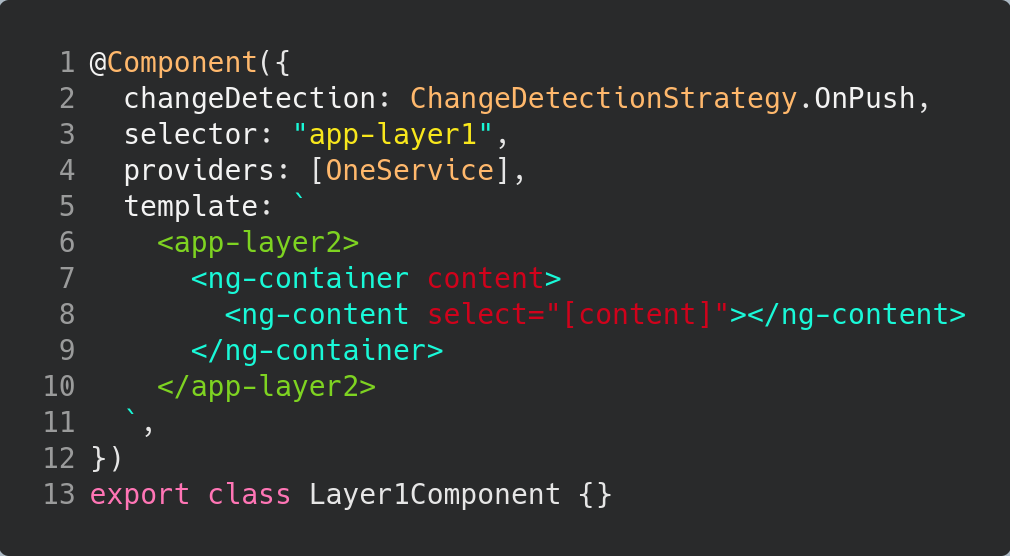 1 @Component({
2   changeDetection: ChangeDetectionStrategy.OnPush,
3   selector: "app-layer1",
4   providers: [OneService],
5   template: `
6     <app-layer2>
7       <ng-container content>
8         <ng-content select="[content]"></ng-content>
9       </ng-container>
10     </app-layer2>
11   `,
12 })
13 export class Layer1Component {}